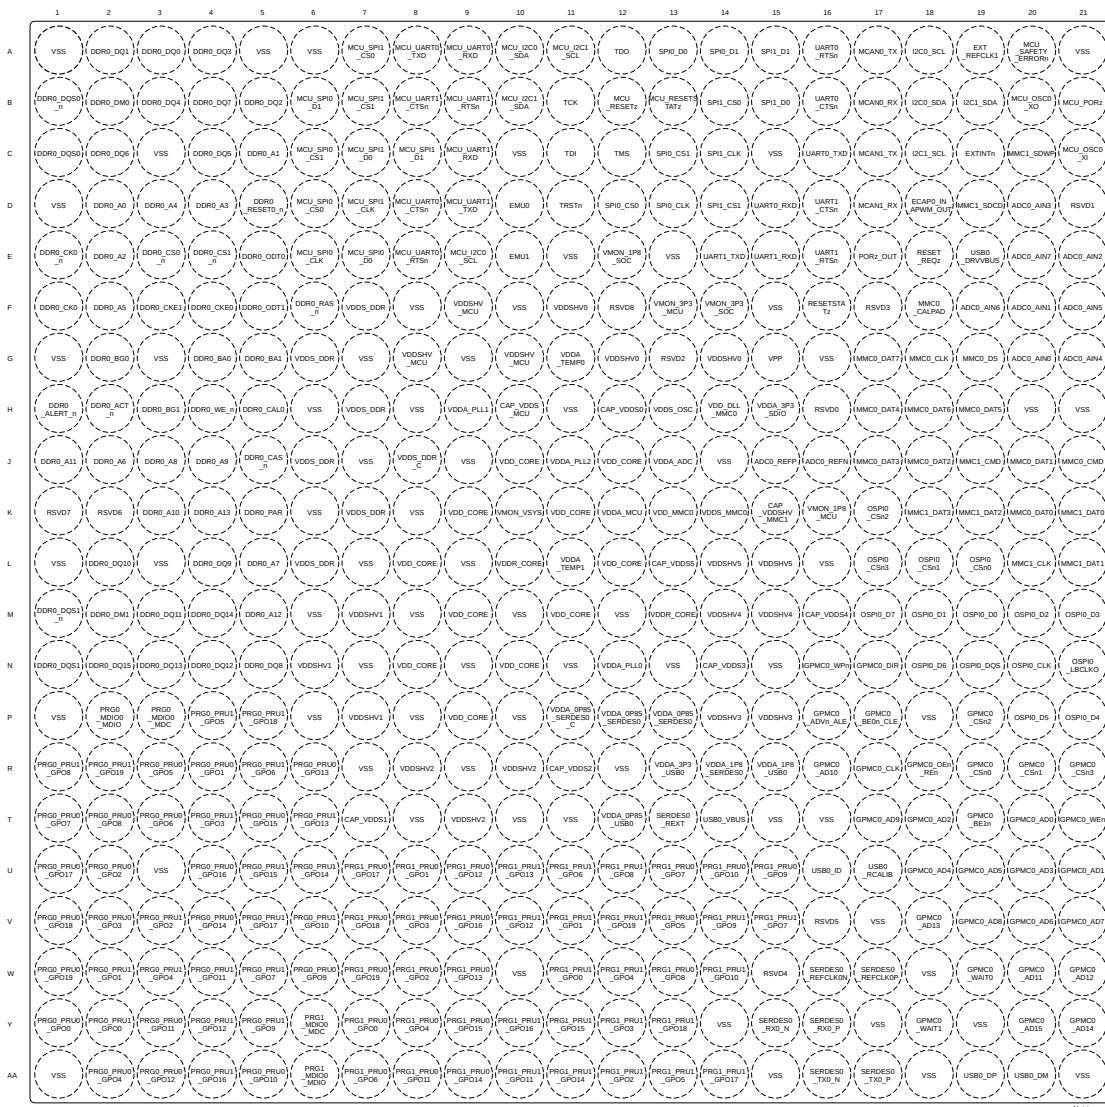 1 2 3 4 5 6 7 8 9 10 11 12 13 14 15 16 17 18 19 20 21
A VSS DDR0_DQ1 DDR0_DQ0 DDR0_DQ3 VSS VSS MCU_SPI1_CS0 MCU_UART0_TXD MCU_UART0_RXD MCU_I2C0_SDA MCU_I2C1_SCL TDO SPI0_D0 SPI0_D1 SPI1_D1 UART0_RTSn MCAN0_TX I2C0_SCL EXT_REFCLK1 MCU_SAFETY_ERRORn VSS
B DDR0_DQS0_n DDR0_DM0 DDR0_DQ4 DDR0_DQ7 DDR0_DQ2 MCU_SPI0_D1 MCU_SPI1_CS1 MCU_UART1_CTSn MCU_UART1_RTSn MCU_I2C1_SDA TCK MCU_RESETz MCU_RESETSTATz SPI1_CS0 SPI1_D0 UART0_CTSn MCAN0_RX I2C0_SDA I2C1_SDA MCU_OSC0_XO MCU_PORz
C DDR0_DQS0 DDR0_DQ6 VSS DDR0_DQ5 DDR0_A1 MCU_SPI0_CS1 MCU_SPI1_D0 MCU_SPI1_D1 MCU_UART1_RXD VSS TDI TMS SPI0_CS1 SPI1_CLK VSS UART0_TXD MCAN1_TX I2C1_SCL EXTINTn MMC1_SDWP MCU_OSC0_XI
D VSS DDR0_A0 DDR0_A4 DDR0_A3 DDR0_RESET0_n MCU_SPI0_CS0 MCU_SPI1_CLK MCU_UART0_CTSn MCU_UART1_TXD EMU0 TRSTn SPI0_CS0 SPI0_CLK SPI1_CS1 UART0_RXD UART1_CTSn MCAN1_RX ECAP0_IN_APWM_OUT MMC1_SDCD ADC0_AIN3 RSVD1
E DDR0_CK0_n DDR0_A2 DDR0_CS0_n DDR0_CS1_n DDR0_ODT0 MCU_SPI0_CLK MCU_SPI0_D0 MCU_UART0_RTSn MCU_I2C0_SCL EMU1 VSS VMON_1P8_SOC VSS UART1_TXD UART1_RXD UART1_RTSn PORz_OUT RESET_REQz USB0_DRVVBUS ADC0_AIN7 ADC0_AIN2
F DDR0_CK0 DDR0_A5 DDR0_CKE1 DDR0_CKE0 DDR0_ODT1 DDR0_RAS_n VDDS_DDR VSS VDDSHV_MCU VSS VDDSHV0 RSVD8 VMON_3P3_MCU VMON_3P3_SOC VSS RESETSTATz RSVD3 MMC0_CALPAD ADC0_AIN6 ADC0_AIN1 ADC0_AIN5
G VSS DDR0_BG0 VSS DDR0_BA0 DDR0_BA1 VDDS_DDR VSS VDDSHV_MCU VSS VDDSHV_MCU VDDA_TEMP0 VDDSHV0 RSVD2 VDDSHV0 VPP VSS MMC0_DAT7 MMC0_CLK MMC0_DS ADC0_AIN0 ADC0_AIN4
H DDR0_ALERT_n DDR0_ACT_n DDR0_BG1 DDR0_WE_n DDR0_CAL0 VSS VDDS_DDR VSS VDDA_PLL1 CAP_VDDS_MCU VSS CAP_VDDS0 VDDS_OSC VDD_DLL_MMC0 VDDA_3P3_SDIO RSVD0 MMC0_DAT4 MMC0_DAT6 MMC0_DAT5 VSS VSS
J DDR0_A11 DDR0_A6 DDR0_A8 DDR0_A9 DDR0_CAS_n VDDS_DDR VSS VDDS_DDR_C VSS VDD_CORE VDDA_PLL2 VDD_CORE VDDA_ADC VSS ADC0_REFP ADC0_REFN MMC0_DAT3 MMC0_DAT2 MMC1_CMD MMC0_DAT1 MMC0_CMD
K RSVD7 RSVD6 DDR0_A10 DDR0_A13 DDR0_PAR VSS VDDS_DDR VSS VDD_CORE VMON_VSYS VDD_CORE VDDA_MCU VDD_MMC0 VDDS_MMC0 CAP_VDDSHV_MMC1 VMON_1P8_MCU OSPI0_CSn2 MMC1_DAT3 MMC1_DAT2 MMC0_DAT0 MMC1_DAT0
L VSS DDR0_DQ10 VSS DDR0_DQ9 DDR0_A7 VDDS_DDR VSS VDD_CORE VSS VDDR_CORE VDDA_TEMP1 VDD_CORE CAP_VDDS5 VDDSHV5 VDDSHV5 VSS OSPI0_CSn3 OSPI0_CSn1 OSPI0_CSn0 MMC1_CLK MMC1_DAT1
M DDR0_DQS1_n DDR0_DM1 DDR0_DQ11 DDR0_DQ14 DDR0_A12 VSS VDDSHV1 VSS VDD_CORE VSS VDD_CORE VSS VDDR_CORE VDDSHV4 VDDSHV4 CAP_VDDS4 OSPI0_D7 OSPI0_D1 OSPI0_D0 OSPI0_D2 OSPI0_D3
N DDR0_DQS1 DDR0_DQ15 DDR0_DQ13 DDR0_DQ12 DDR0_DQ8 VDDSHV1 VSS VDD_CORE VSS VDD_CORE VSS VDDA_PLL0 VSS CAP_VDDS3 VSS GPMC0_WPn GPMC0_DIR OSPI0_D6 OSPI0_DQS OSPI0_CLK OSPI0_LBCLKO
P VSS PRG0_MDIO0_MDIO PRG0_MDIO0_MDC PRG0_PRU1_GPO5 PRG0_PRU1_GPO18 VSS VDDSHV1 VSS VDD_CORE VSS VDDA_0P85_SERDES0_C VDDA_0P85_SERDES0 VDDA_0P85_SERDES0 VDDSHV3 VDDSHV3 GPMC0_ADVn_ALE GPMC0_BE0n_CLE VSS GPMC0_CSn2 OSPI0_D5 OSPI0_D4
R PRG0_PRU1_GPO8 PRG0_PRU1_GPO19 PRG0_PRU0_GPO5 PRG0_PRU0_GPO1 PRG0_PRU1_GPO6 PRG0_PRU0_GPO13 VSS VDDSHV2 VSS VDDSHV2 CAP_VDDS2 VSS VDDA_3P3_USB0 VDDA_1P8_SERDES0 VDDA_1P8_USB0 GPMC0_AD10 GPMC0_CLK GPMC0_OEn_REn GPMC0_CSn0 GPMC0_CSn1 GPMC0_CSn3
T PRG0_PRU0_GPO7 PRG0_PRU0_GPO8 PRG0_PRU0_GPO6 PRG0_PRU1_GPO3 PRG0_PRU0_GPO15 PRG0_PRU1_GPO13 CAP_VDDS1 VSS VDDSHV2 VSS VSS VDDA_0P85_USB0 SERDES0_REXT USB0_VBUS VSS VSS GPMC0_AD9 GPMC0_AD2 GPMC0_BE1n GPMC0_AD0 GPMC0_WEn
U PRG0_PRU0_GPO17 PRG0_PRU0_GPO2 VSS PRG0_PRU0_GPO16 PRG0_PRU1_GPO15 PRG0_PRU1_GPO14 PRG1_PRU0_GPO17 PRG1_PRU0_GPO1 PRG1_PRU0_GPO12 PRG1_PRU0_GPO13 PRG1_PRU1_GPO6 PRG1_PRU1_GPO8 PRG1_PRU0_GPO7 PRG1_PRU0_GPO10 PRG1_PRU0_GPO9 USB0_ID USB0_RCALIB GPMC0_AD4 GPMC0_AD5 GPMC0_AD3 GPMC0_AD1
V PRG0_PRU0_GPO18 PRG0_PRU0_GPO3 PRG0_PRU1_GPO2 PRG0_PRU0_GPO14 PRG0_PRU1_GPO17 PRG0_PRU1_GPO10 PRG1_PRU0_GPO18 PRG1_PRU0_GPO3 PRG1_PRU0_GPO16 PRG1_PRU1_GPO12 PRG1_PRU1_GPO1 PRG1_PRU1_GPO19 PRG1_PRU0_GPO5 PRG1_PRU1_GPO9 PRG1_PRU1_GPO7 RSVD5 VSS GPMC0_AD13 GPMC0_AD8 GPMC0_AD6 GPMC0_AD7
W PRG0_PRU0_GPO19 PRG0_PRU1_GPO1 PRG0_PRU1_GPO4 PRG0_PRU1_GPO11 PRG0_PRU1_GPO7 PRG0_PRU0_GPO9 PRG1_PRU0_GPO19 PRG1_PRU0_GPO2 PRG1_PRU1_GPO13 VSS PRG1_PRU1_GPO0 PRG1_PRU1_GPO4 PRG1_PRU0_GPO8 PRG1_PRU1_GPO10 RSVD4 SERDES0_REFCLK0N SERDES0_REFCLK0P VSS GPMC0_WAIT0 GPMC0_AD11 GPMC0_AD12
Y PRG0_PRU0_GPO0 PRG0_PRU1_GPO0 PRG0_PRU0_GPO11 PRG0_PRU1_GPO12 PRG0_PRU1_GPO9 PRG1_MDIO0_MDC PRG1_PRU0_GPO0 PRG1_PRU0_GPO4 PRG1_PRU0_GPO15 PRG1_PRU1_GPO16 PRG1_PRU1_GPO15 PRG1_PRU1_GPO3 PRG1_PRU1_GPO18 VSS SERDES0_RX0_N SERDES0_RX0_P VSS GPMC0_WAIT1 VSS GPMC0_AD15 GPMC0_AD14
AA VSS PRG0_PRU0_GPO4 PRG0_PRU0_GPO12 PRG0_PRU1_GPO16 PRG0_PRU0_GPO10 PRG1_MDIO0_MDIO PRG1_PRU0_GPO6 PRG1_PRU0_GPO11 PRG1_PRU0_GPO14 PRG1_PRU1_GPO11 PRG1_PRU1_GPO14 PRG1_PRU1_GPO2 PRG1_PRU1_GPO5 PRG1_PRU1_GPO17 VSS SERDES0_TX0_N SERDES0_TX0_P VSS USB0_DP USB0_DM VSS